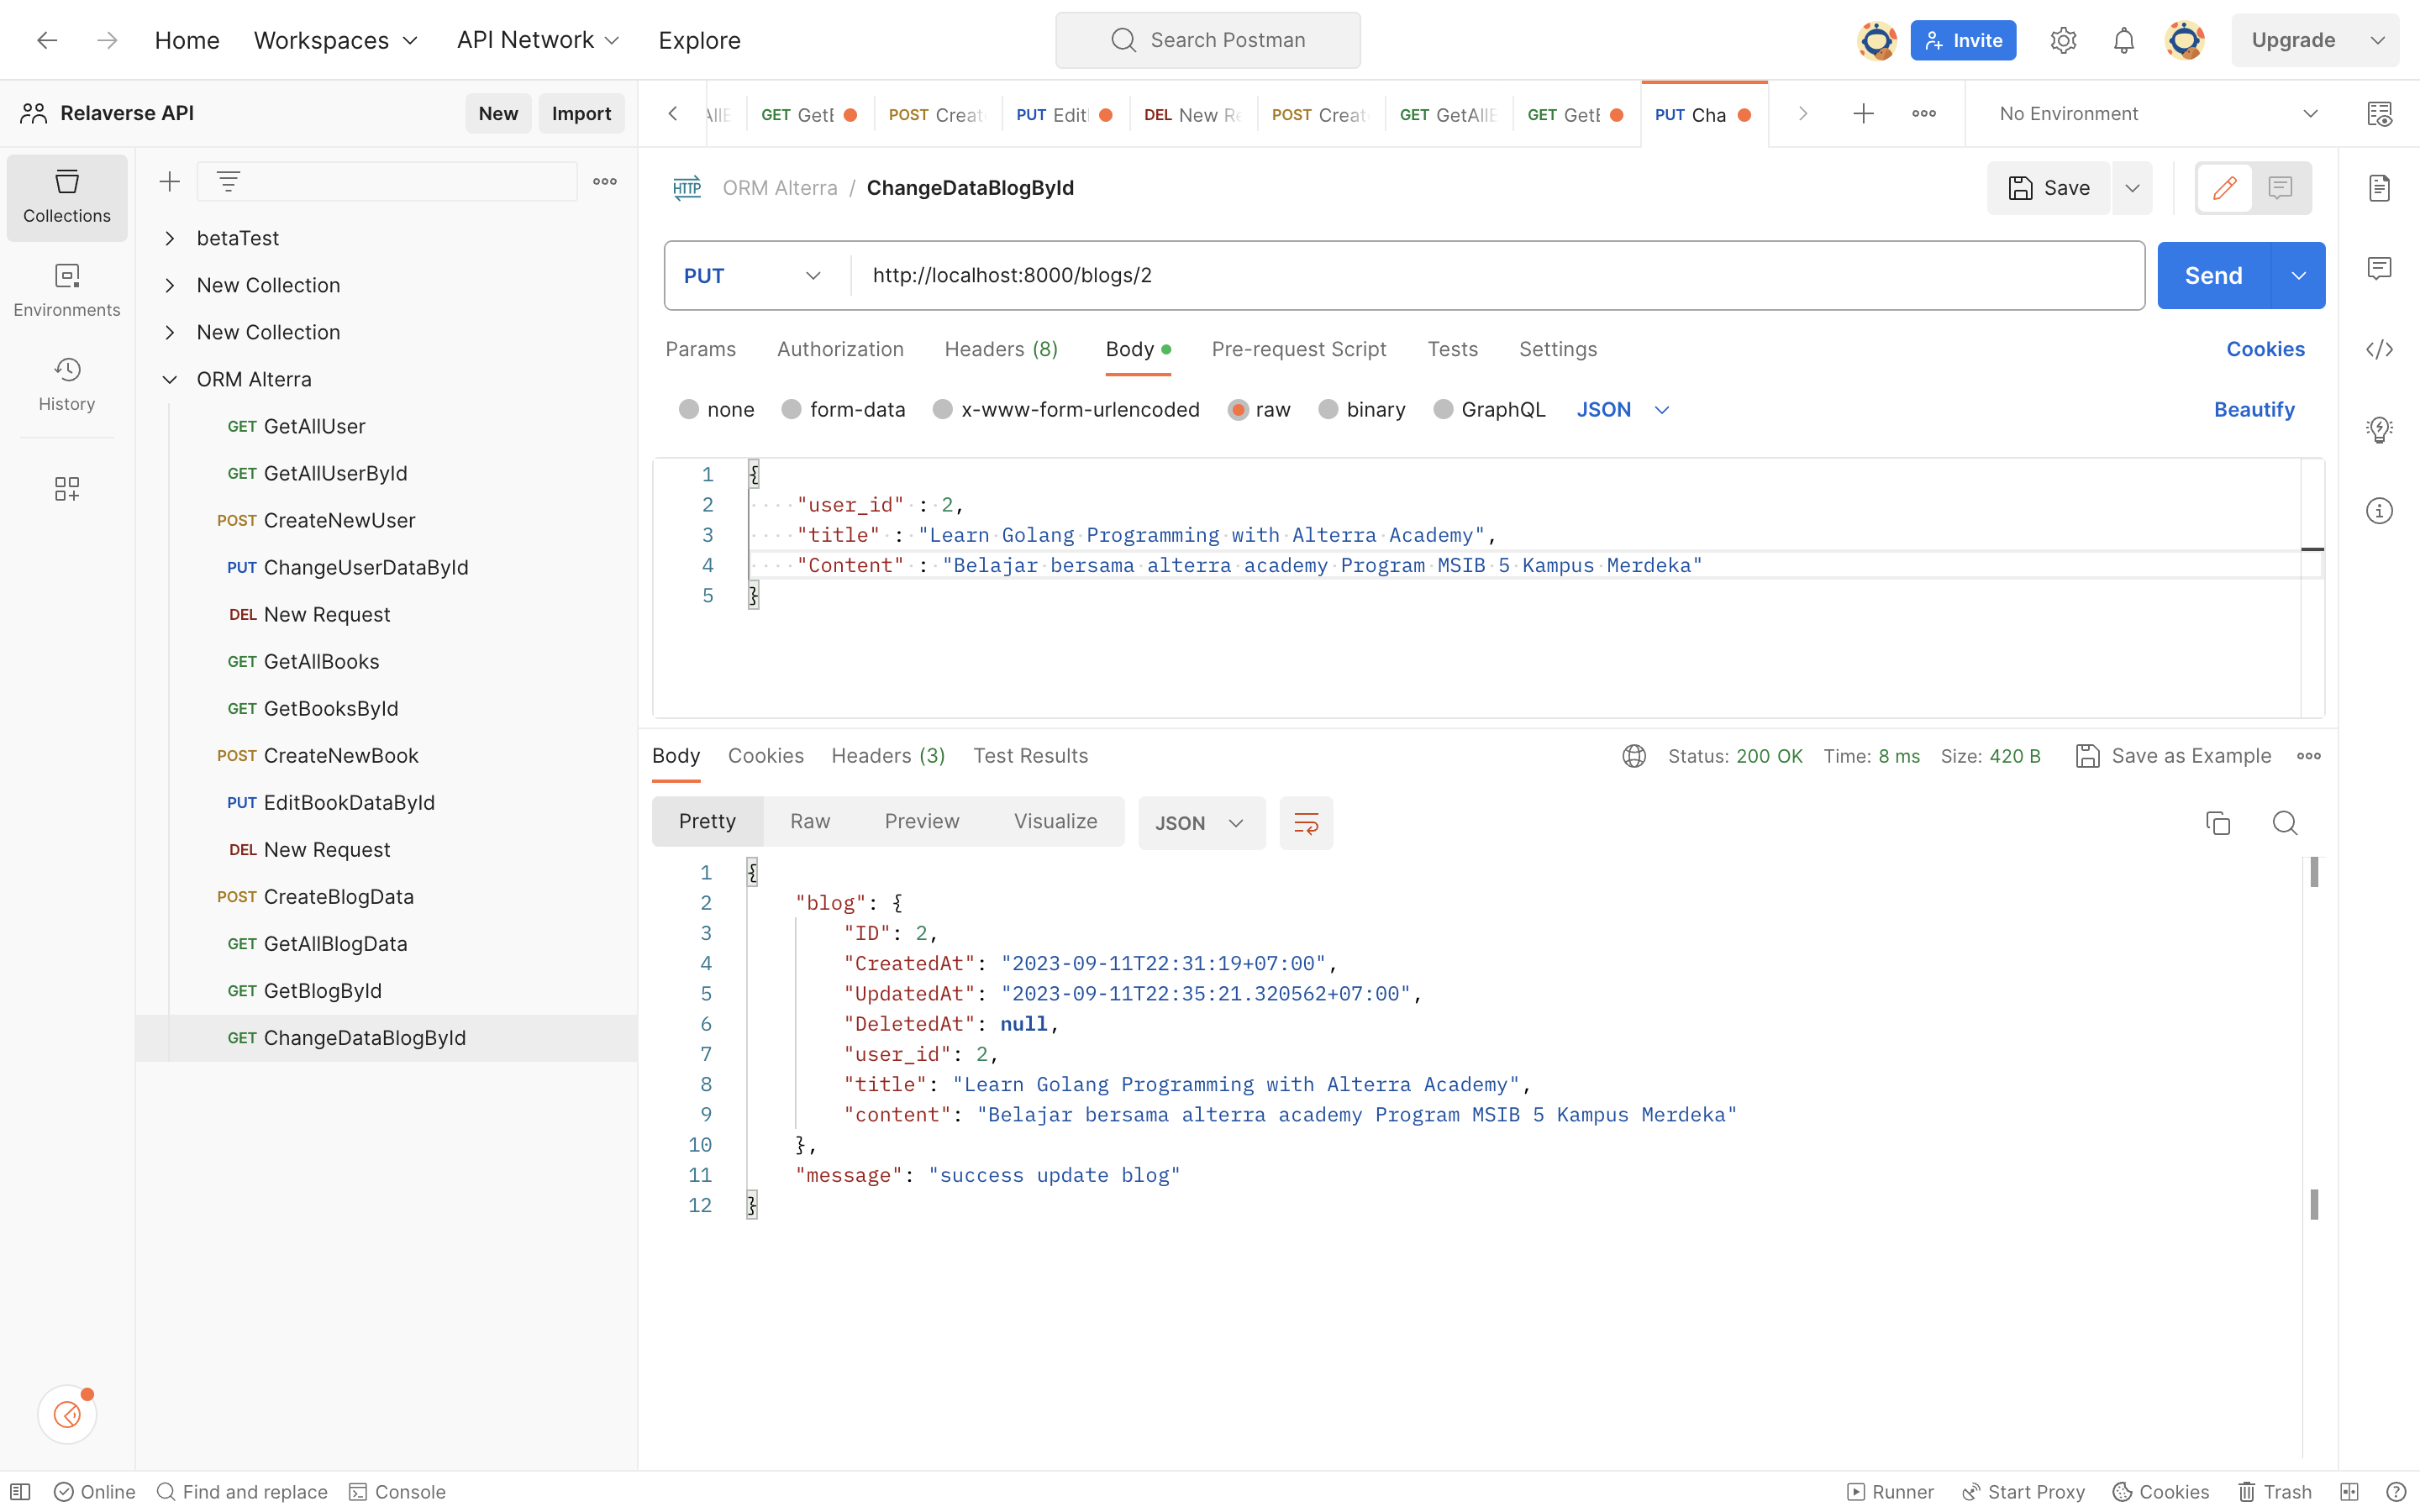 Home Workspaces API Network Explore Search Postman Invite Upgrade
Relaverse API New Import
GET GetE POST Creat PUT Edit DEL New Re POST Creat GET GetAllE GET GetE PUT Cha No Environment
Collections
Environments
History
betaTest
New Collection
New Collection
ORM Alterra
GET GetAllUser
GET GetAllUserById
POST CreateNewUser
PUT ChangeUserDataById
DEL New Request
GET GetAllBooks
GET GetBooksById
POST CreateNewBook
PUT EditBookDataById
DEL New Request
POST CreateBlogData
GET GetAllBlogData
GET GetBlogById
GET ChangeDataBlogById
HTTP ORM Alterra / ChangeDataBlogById Save
PUT http://localhost:8000/blogs/2 Send
Params Authorization Headers (8) Body Pre-request Script Tests Settings Cookies
none form-data x-www-form-urlencoded raw binary GraphQL JSON Beautify
1 {
2 "user_id" : 2,
3 "title" : "Learn Golang Programming with Alterra Academy",
4 "Content" : "Belajar bersama alterra academy Program MSIB 5 Kampus Merdeka"
5 }
Body Cookies Headers (3) Test Results Status: 200 OK Time: 8 ms Size: 420 B Save as Example
Pretty Raw Preview Visualize JSON
1 {
2 "blog": {
3 "ID": 2,
4 "CreatedAt": "2023-09-11T22:31:19+07:00",
5 "UpdatedAt": "2023-09-11T22:35:21.320562+07:00",
6 "DeletedAt": null,
7 "user_id": 2,
8 "title": "Learn Golang Programming with Alterra Academy",
9 "content": "Belajar bersama alterra academy Program MSIB 5 Kampus Merdeka"
10 },
11 "message": "success update blog"
12 }
Online Find and replace Console Runner Start Proxy Cookies Trash